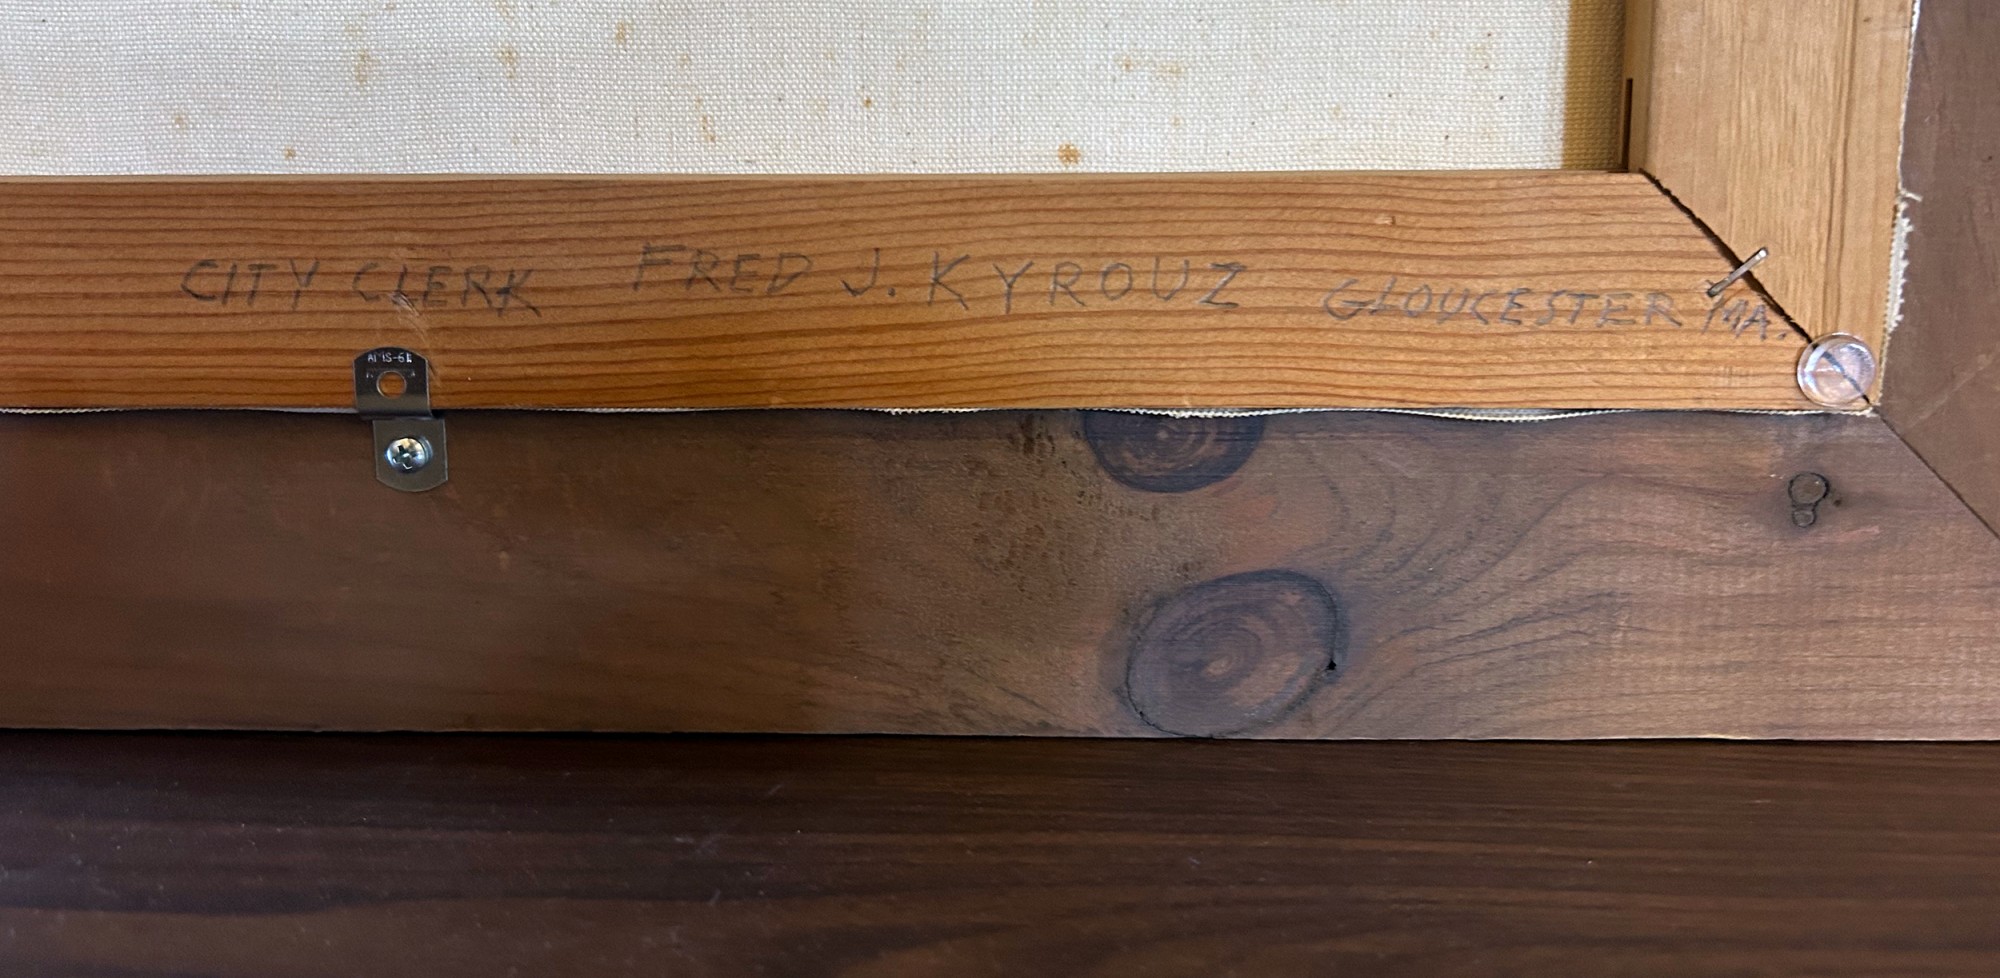 CITY CLERK FRED J. KYROUZ GLOUCESTER MA.